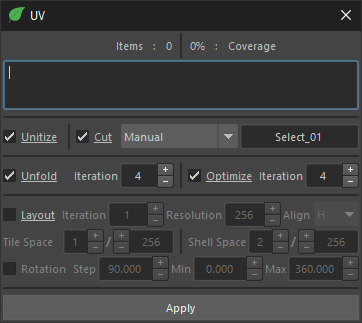 UV
Items : 0 0% : Coverage
Unitize Cut Manual Select_01
Unfold Iteration 4 Optimize Iteration 4
Layout Iteration 1 Resolution 256 Align H
Tile Space 1 / 256 Shell Space 2 / 256
Rotation Step 90.000 Min 0.000 Max 360.000
Apply